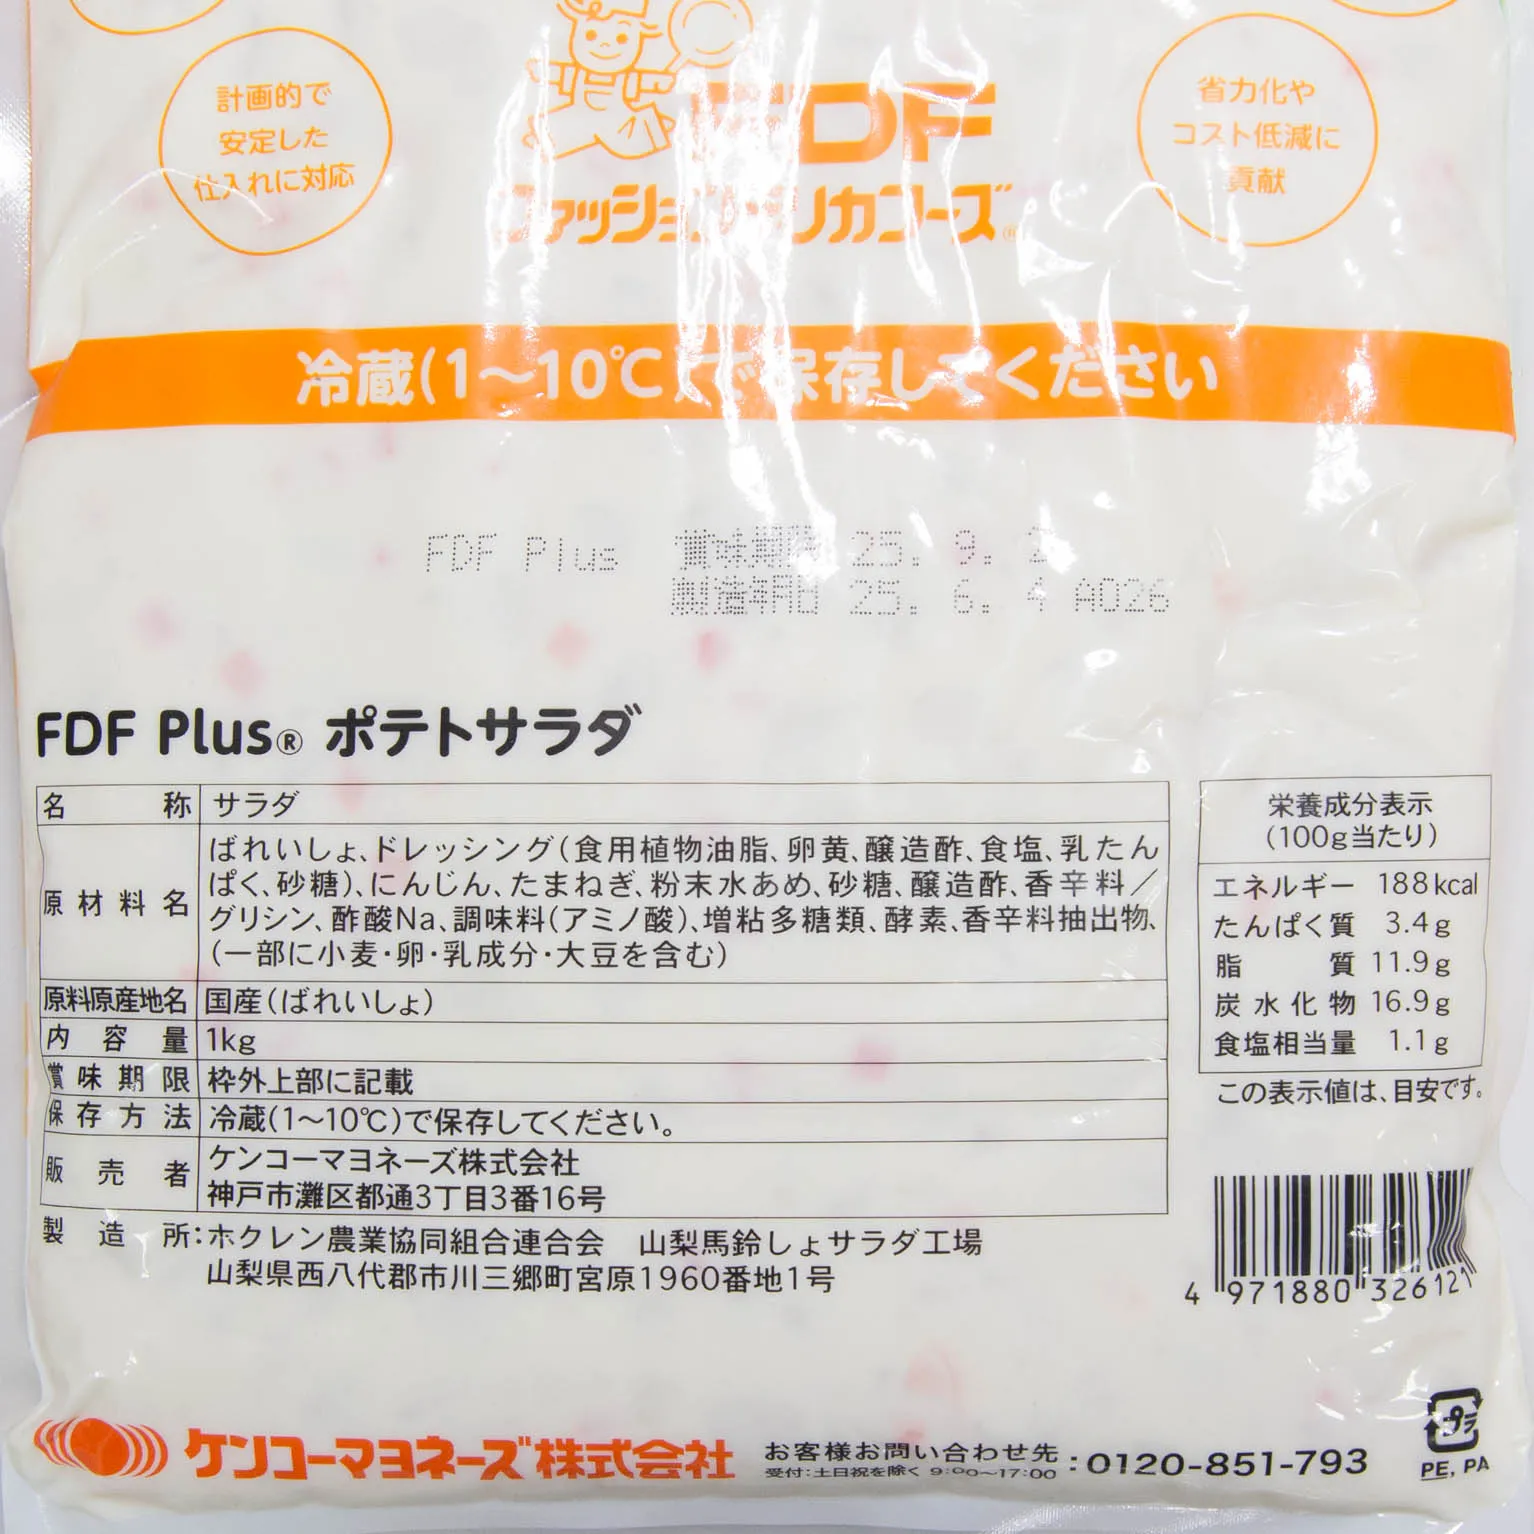 計画的で
安定した
仕入れに対応
FDF
ファッションデリカフーズ®
省力化や
コスト低減に
貢献
冷蔵(1〜10℃)で保存してください
FDF Plus 賞味期限 25. 9. 2
製造年月日 25. 6. 4 A026
FDF Plus® ポテトサラダ
名称 サラダ
原材料名 ばれいしょ、ドレッシング(食用植物油脂、卵黄、醸造酢、食塩、乳たん
ぱく、砂糖)、にんじん、たまねぎ、粉末水あめ、砂糖、醸造酢、香辛料／
グリシン、酢酸Na、調味料(アミノ酸)、増粘多糖類、酵素、香辛料抽出物、
(一部に小麦・卵・乳成分・大豆を含む)
原料原産地名 国産(ばれいしょ)
内容量 1kg
賞味期限 枠外上部に記載
保存方法 冷蔵(1〜10℃)で保存してください。
販売者 ケンコーマヨネーズ株式会社
神戸市灘区都通3丁目3番16号
製造所:ホクレン農業協同組合連合会 山梨馬鈴しょサラダ工場
山梨県西八代郡市川三郷町宮原1960番地1号
栄養成分表示
(100g当たり)
エネルギー 188kcal
たんぱく質 3.4g
脂質 11.9g
炭水化物 16.9g
食塩相当量 1.1g
この表示値は、目安です。
4 971880 326121
ケンコーマヨネーズ株式会社
お客様お問い合わせ先:0120-851-793
受付:土日祝を除く 9:00〜17:00
プラ
PE, PA